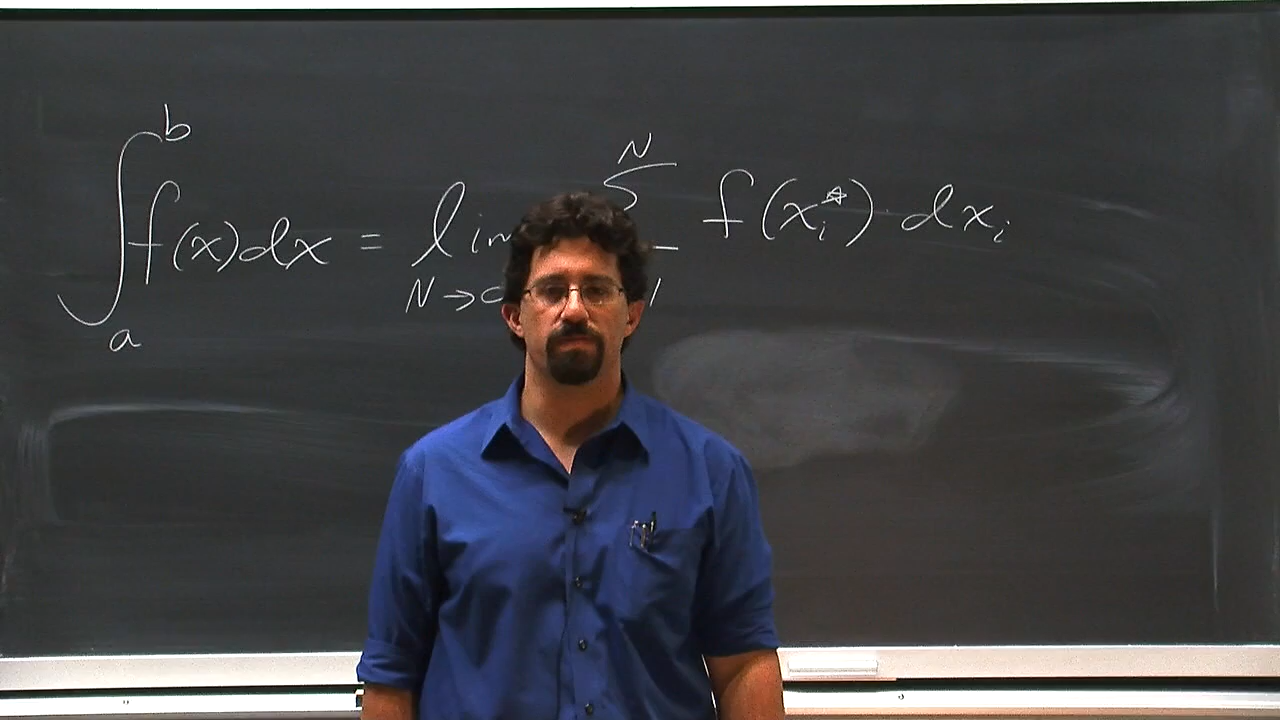 ∫ₐᵇ f(x)dx = lim_{N→} Σ^N f(xᵢ*)·dxᵢ